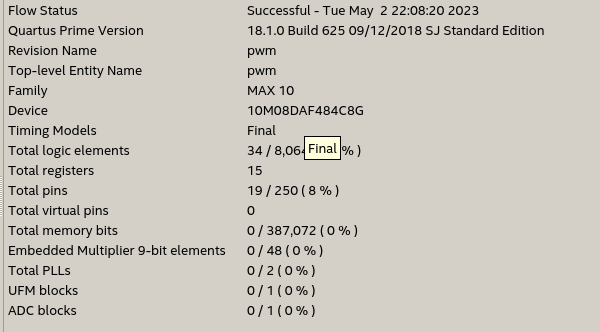 Flow Status Successful - Tue May 2 22:08:20 2023
Quartus Prime Version 18.1.0 Build 625 09/12/2018 SJ Standard Edition
Revision Name pwm
Top-level Entity Name pwm
Family MAX 10
Device 10M08DAF484C8G
Timing Models Final
Total logic elements 34 / 8,06 % )
Final
Total registers 15
Total pins 19 / 250 ( 8 % )
Total virtual pins 0
Total memory bits 0 / 387,072 ( 0 % )
Embedded Multiplier 9-bit elements 0 / 48 ( 0 % )
Total PLLs 0 / 2 ( 0 % )
UFM blocks 0 / 1 ( 0 % )
ADC blocks 0 / 1 ( 0 % )